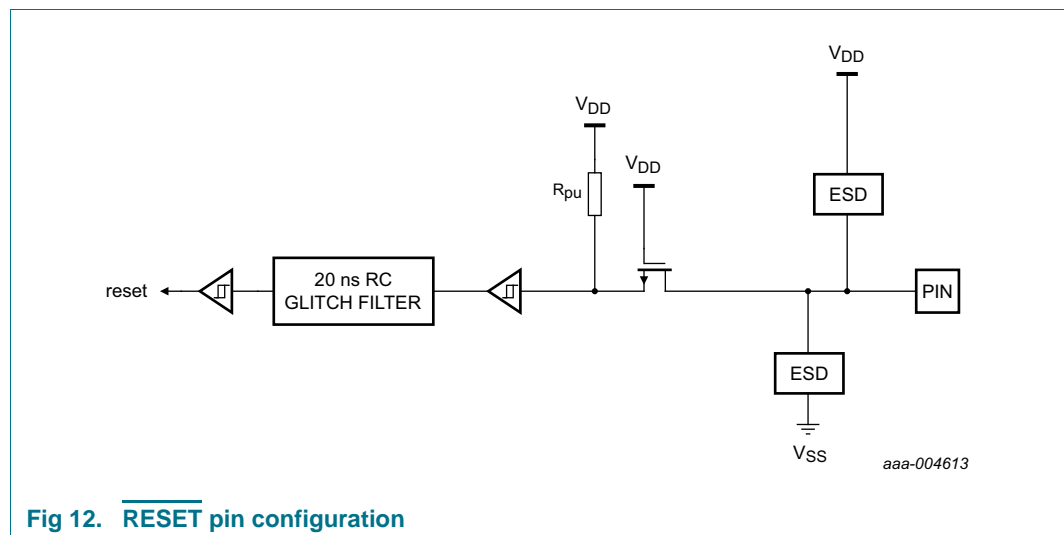 VDD
VDD
VDD
Rpu
ESD
reset
20 ns RC
GLITCH FILTER
PIN
ESD
VSS
aaa-004613
Fig 12. RESET pin configuration